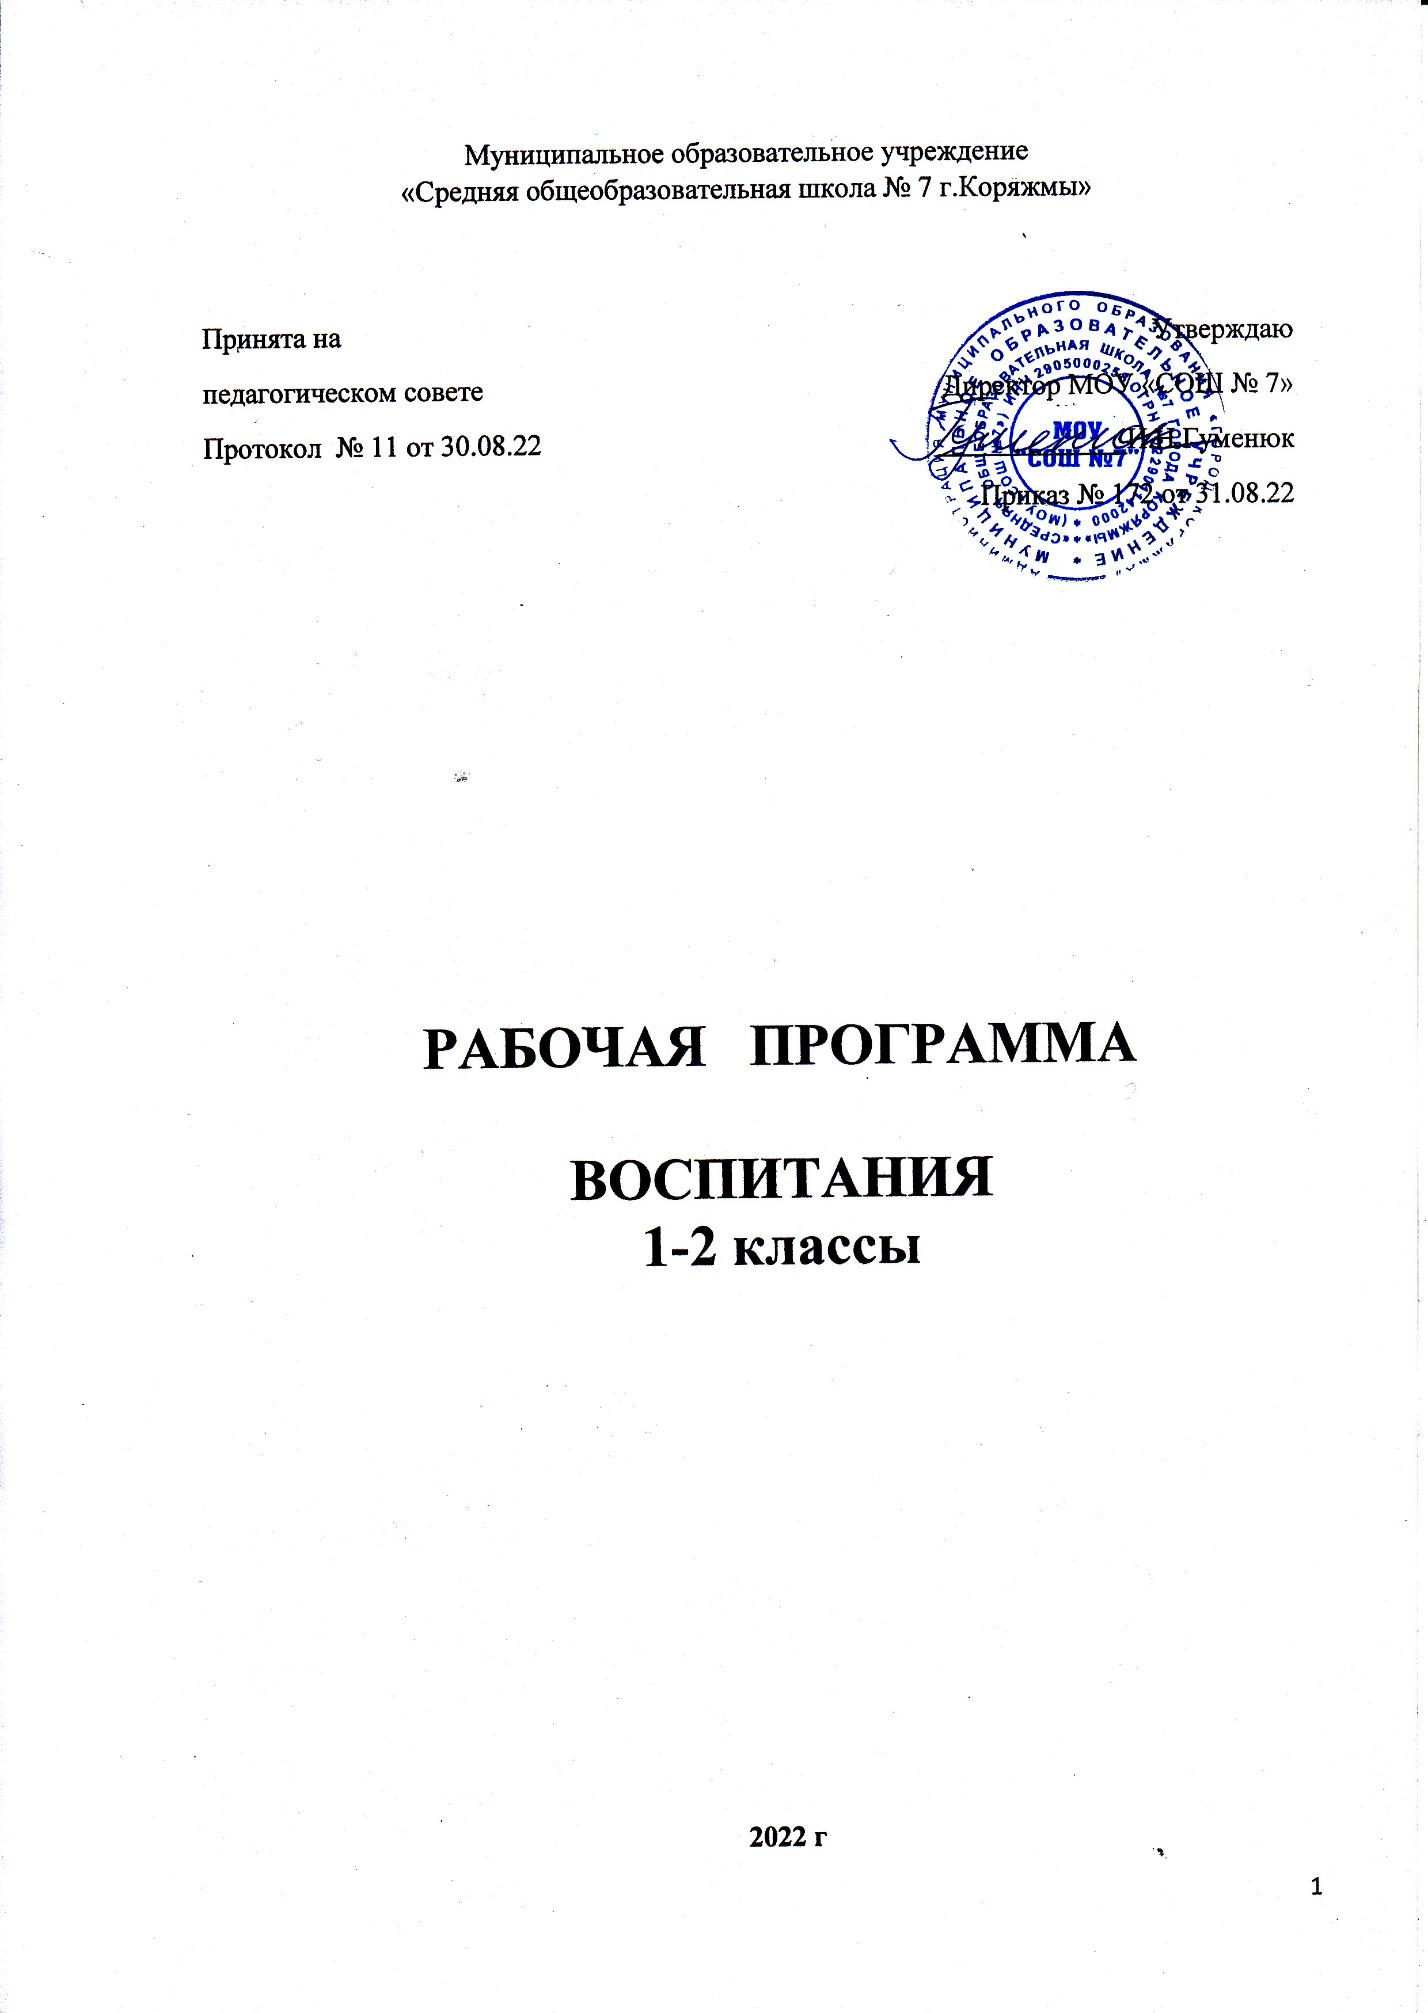 Муниципальное образовательное учреждение
«Средняя общеобразовательная школа № 7 г.Коряжмы»
Принята на
педагогическом совете
Протокол № 11 от 30.08.22
Утверждаю
Директор МОУ «СОШ № 7»
Гуменюк
Приказ № 172 от 31.08.22
МОУ
"СОШ №7"
РАБОЧАЯ ПРОГРАММА
ВОСПИТАНИЯ
1-2 классы
2022 г
1